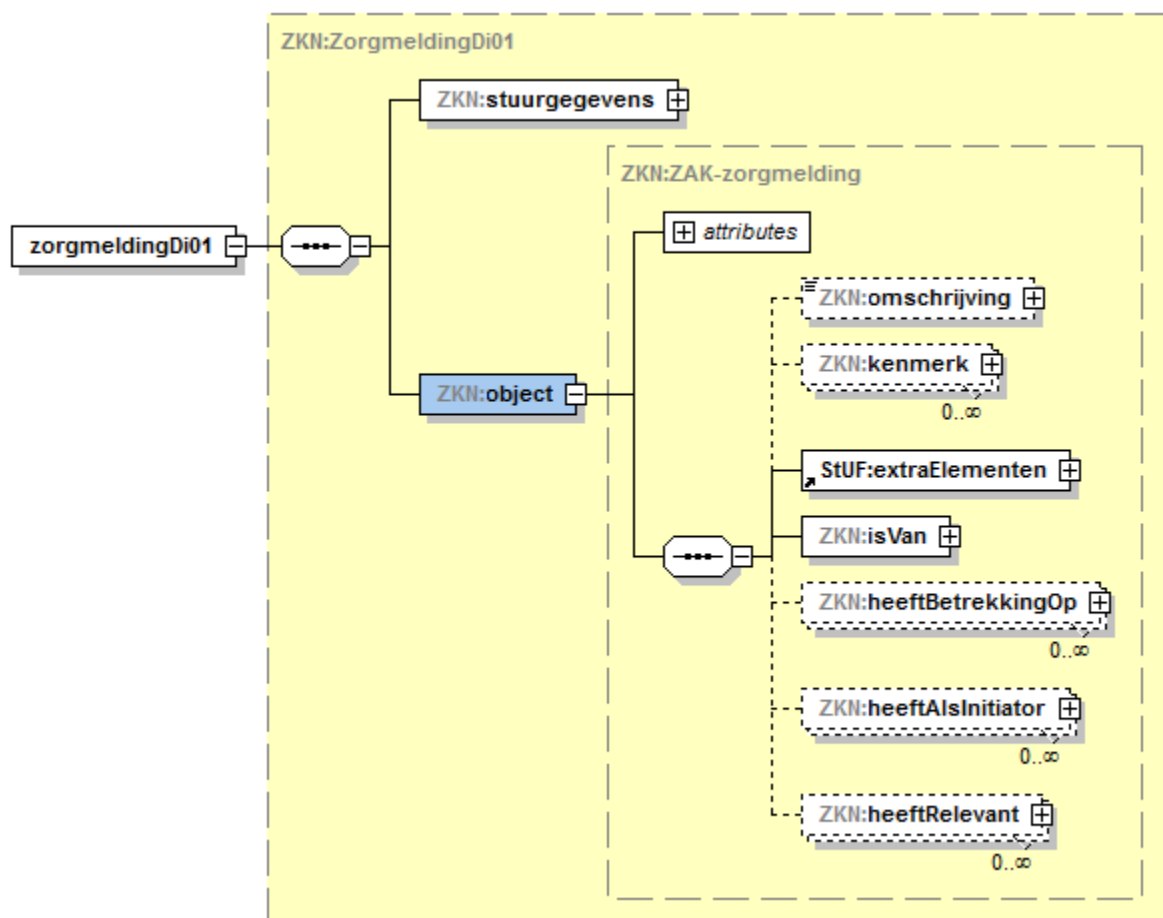 ZKN:ZorgmeldingDi01
ZKN:stuurgegevens
ZKN:ZAK-zorgmelding
attributes
zorgmeldingDi01
ZKN:omschrijving
ZKN:kenmerk
0..∞
ZKN:object
StUF:extraElementen
ZKN:isVan
ZKN:heeftBetrekkingOp
0..∞
ZKN:heeftAlsInitiator
0..∞
ZKN:heeftRelevant
0..∞